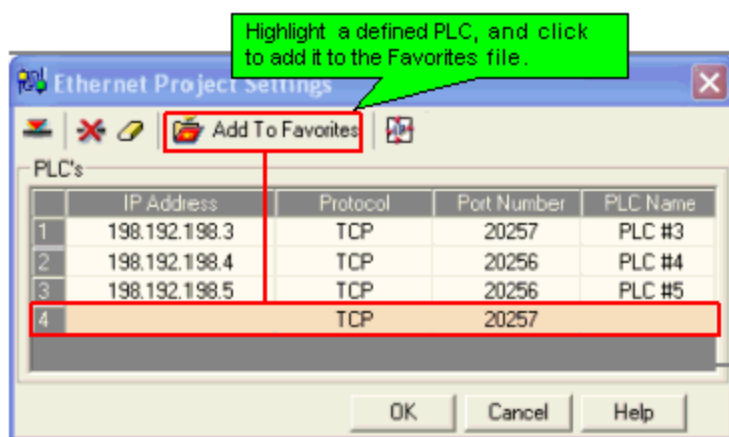 Highlight a defined PLC, and click
to add it to the Favorites file.
Ethernet Project Settings
Add To Favorites
PLC's
IP Address Protocol Port Number PLC Name
1 198.192.198.3 TCP 20257 PLC #3
2 198.192.198.4 TCP 20256 PLC #4
3 198.192.198.5 TCP 20256 PLC #5
4 TCP 20257
OK Cancel Help